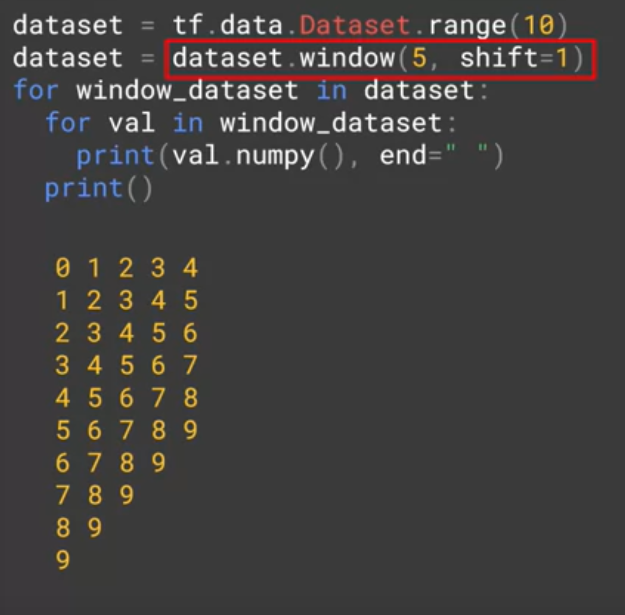 dataset = tf.data.Dataset.range(10)
dataset = dataset.window(5, shift=1)
for window_dataset in dataset:
  for val in window_dataset:
    print(val.numpy(), end=" ")
  print()
0 1 2 3 4
1 2 3 4 5
2 3 4 5 6
3 4 5 6 7
4 5 6 7 8
5 6 7 8 9
6 7 8 9
7 8 9
8 9
9